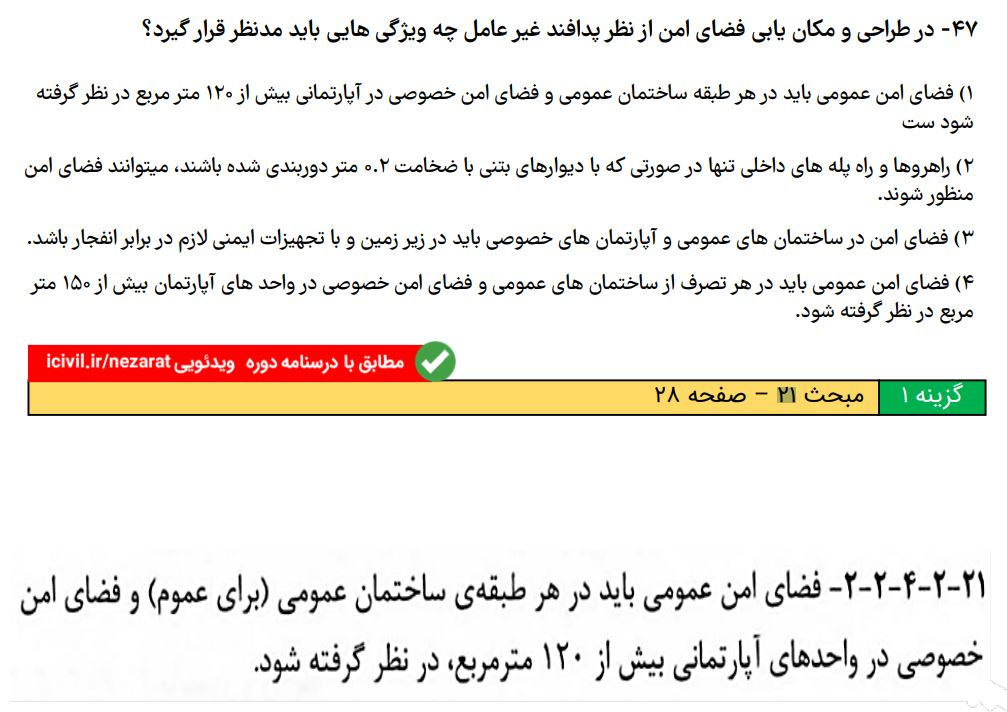 ۴۷- در طراحی و مکان یابی فضای امن از نظر پدافند غیر عامل چه ویژگی هایی باید مدنظر قرار گیرد؟
۱) فضای امن عمومی باید در هر طبقه ساختمان عمومی و فضای امن خصوصی در آپارتمانی بیش از ۱۲۰ متر مربع در نظر گرفته
شود ست
۲) راهروها و راه پله های داخلی تنها در صورتی که با دیوارهای بتنی با ضخامت ۰.۲ متر دوربندی شده باشند، میتوانند فضای امن
منظور شوند.
۳) فضای امن در ساختمان های عمومی و آپارتمان های خصوصی باید در زیر زمین و با تجهیزات ایمنی لازم در برابر انفجار باشد.
۴) فضای امن عمومی باید در هر تصرف از ساختمان های عمومی و فضای امن خصوصی در واحد های آپارتمان بیش از ۱۵۰ متر
مربع در نظر گرفته شود.
مطابق با درسنامه دوره ویدئویی icivil.ir/nezarat
گزینه ۱ مبحث ۲۱ – صفحه ۲۸
۲۱-۲-۴-۲-۲- فضای امن عمومی باید در هر طبقه‌ی ساختمان عمومی (برای عموم) و فضای امن
خصوصی در واحدهای آپارتمانی بیش از ۱۲۰ مترمربع، در نظر گرفته شود.